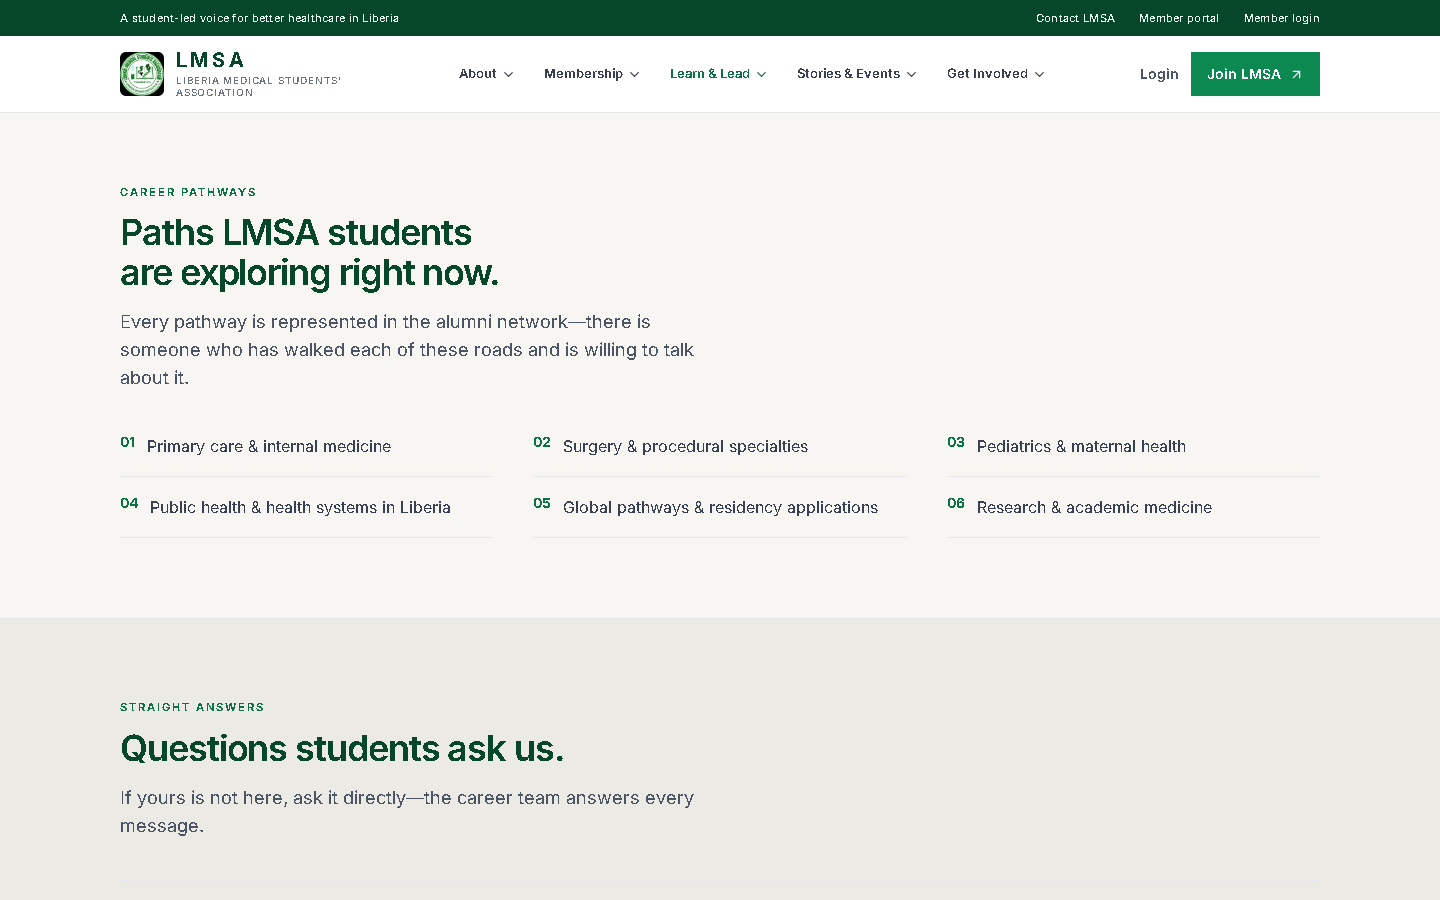 A student-led voice for better healthcare in Liberia
Contact LMSA
Member portal
Member login
LMSA
LIBERIA MEDICAL STUDENTS'
ASSOCIATION
About
Membership
Learn & Lead
Stories & Events
Get Involved
Login
Join LMSA
CAREER PATHWAYS
Paths LMSA students
are exploring right now.
Every pathway is represented in the alumni network—there is
someone who has walked each of these roads and is willing to talk
about it.
01 Primary care & internal medicine
02 Surgery & procedural specialties
03 Pediatrics & maternal health
04 Public health & health systems in Liberia
05 Global pathways & residency applications
06 Research & academic medicine
STRAIGHT ANSWERS
Questions students ask us.
If yours is not here, ask it directly—the career team answers every
message.